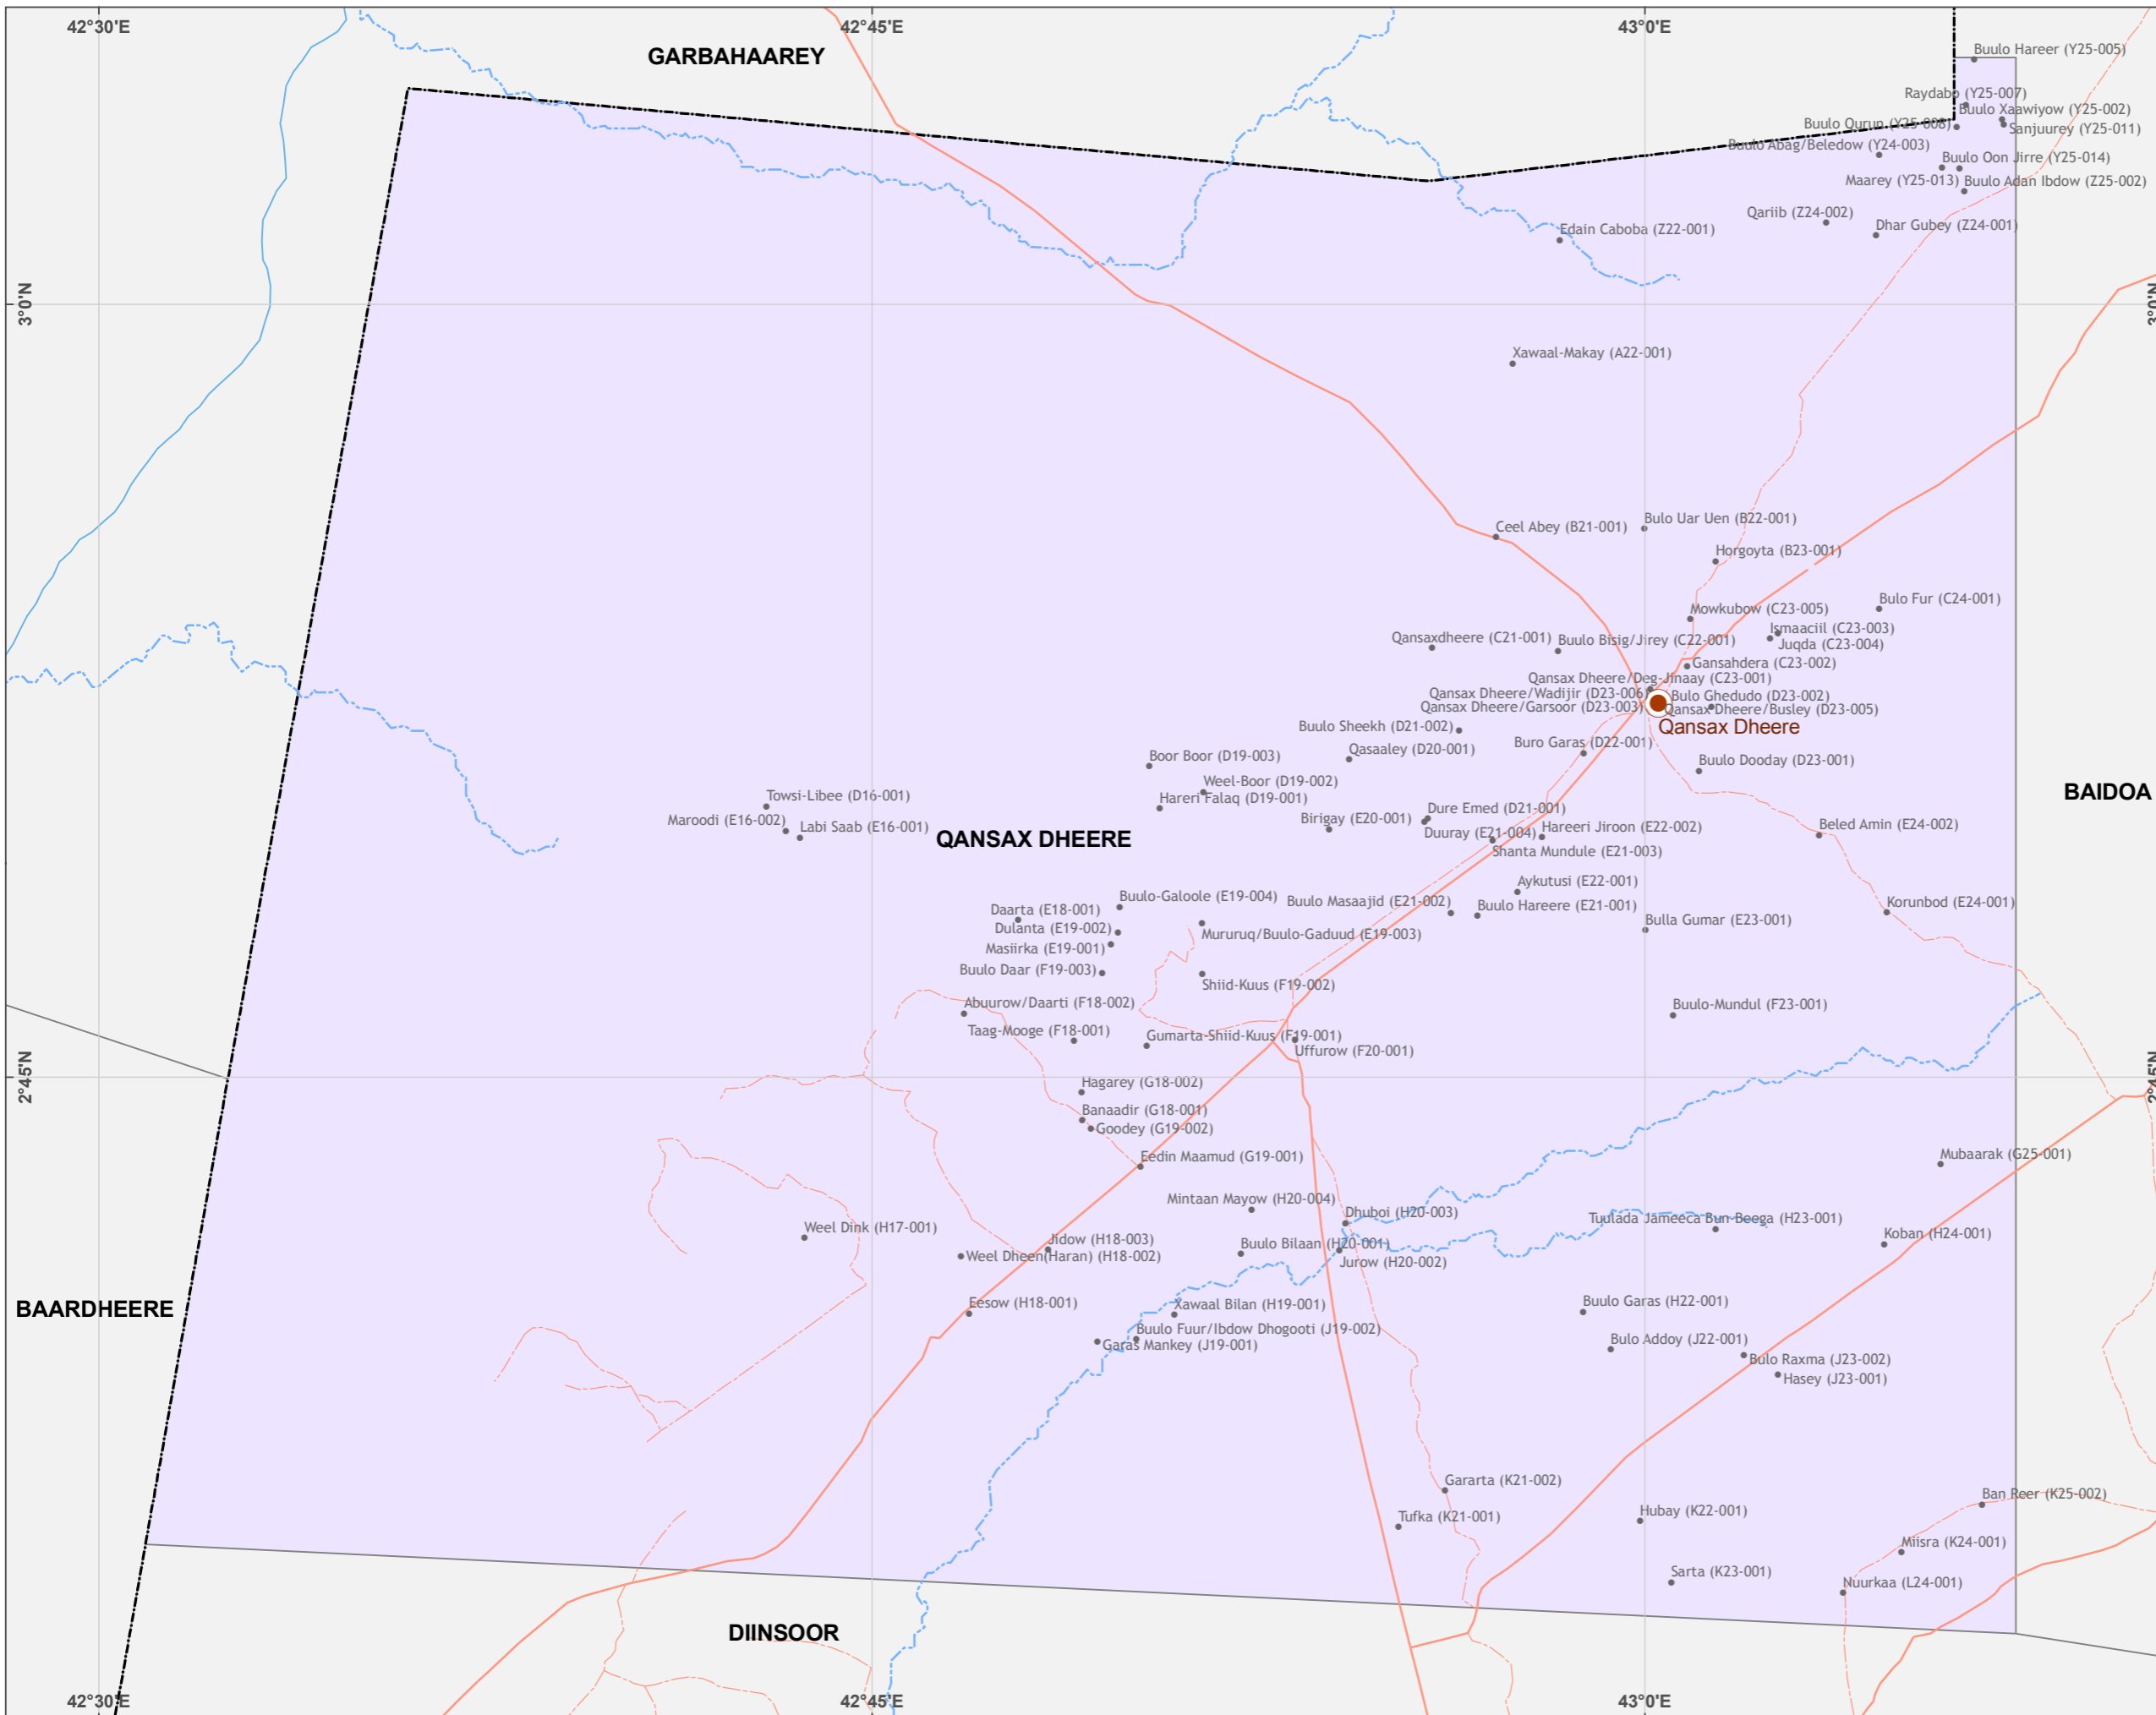 42°30'E
42°45'E
43°0'E
GARBAHAAREY
Buulo Hareer (Y25-005)
Raydabo (Y25-007)
Buulo Xaawiyow (Y25-002)
Buulo Qurun (Y25-008)
Sanjuurey (Y25-011)
Buulo Abag/Beledow (Y24-003)
Buulo Oon Jirre (Y25-014)
Maarey (Y25-013)
Buulo Adan Ibdow (Z25-002)
Qariib (Z24-002)
Dhar Gubey (Z24-001)
Edain Caboba (Z22-001)
3°0'N
3°0'N
Xawaal-Makay (A22-001)
Ceel Abey (B21-001)
Bulo Uar Uen (B22-001)
Horgoyta (B23-001)
Bulo Fur (C24-001)
Mowkubow (C23-005)
Ismaaciil (C23-003)
Juqda (C23-004)
Qansaxdheere (C21-001)
Buulo Bisig/Jirey (C22-001)
Gansahdera (C23-002)
Qansax Dheere/Deg-Jinaay (C23-001)
Qansax Dheere/Wadijir (D23-006
Bulo Ghedudo (D23-002)
Qansax Dheere/Garsoor (D23-003)
Qansax Dheere/Busley (D23-005)
Qansax Dheere
Buulo Sheekh (D21-002)
Buro Garas (D22-001)
Qasaaley (D20-001)
Boor Boor (D19-003)
Buulo Dooday (D23-001)
Weel-Boor (D19-002)
Hareri Falaq (D19-001)
BAIDOA
Towsi-Libee (D16-001)
Maroodi (E16-002)
Labi Saab (E16-001)
QANSAX DHEERE
Birigay (E20-001)
Dure Emed (D21-001)
Duuray (E21-004)
Hareeri Jiroon (E22-002)
Shanta Mundule (E21-003)
Beled Amin (E24-002)
Aykutusi (E22-001)
Buulo-Galoole (E19-004)
Buulo Masaajid (E21-002)
Buulo Hareere (E21-001)
Korunbod (E24-001)
Daarta (E18-001)
Dulanta (E19-002)
Mururuq/Buulo-Gaduud (E19-003)
Bulla Gumar (E23-001)
Masiirka (E19-001)
Buulo Daar (F19-003)
Shiid-Kuus (F19-002)
Abuurow/Daarti (F18-002)
Buulo-Mundul (F23-001)
Taag-Mooge (F18-001)
Gumarta-Shiid-Kuus (F19-001)
Uffurow (F20-001)
2°45'N
2°45'N
Hagarey (G18-002)
Banaadir (G18-001)
Goodey (G19-002)
Eedin Maamud (G19-001)
Mubaarak (G25-001)
Mintaan Mayow (H20-004)
Dhuboi (H20-003)
Tuulada Jameeca Bun Beega (H23-001)
Weel Dink (H17-001)
Jidow (H18-003)
Weel Dheen(Haran) (H18-002)
Buulo Bilaan (H20-001)
Jurow (H20-002)
Koban (H24-001)
BAARDHEERE
Eesow (H18-001)
Xawaal Bilan (H19-001)
Buulo Garas (H22-001)
Buulo Fuur/Ibdow Dhogooti (J19-002)
Garas Mankey (J19-001)
Bulo Addoy (J22-001)
Bulo Raxma (J23-002)
Hasey (J23-001)
Gararta (K21-002)
Ban Reer (K25-002)
Tufka (K21-001)
Hubay (K22-001)
Miisra (K24-001)
Sarta (K23-001)
Nuurkaa (L24-001)
DIINSOOR
42°30'E
42°45'E
43°0'E